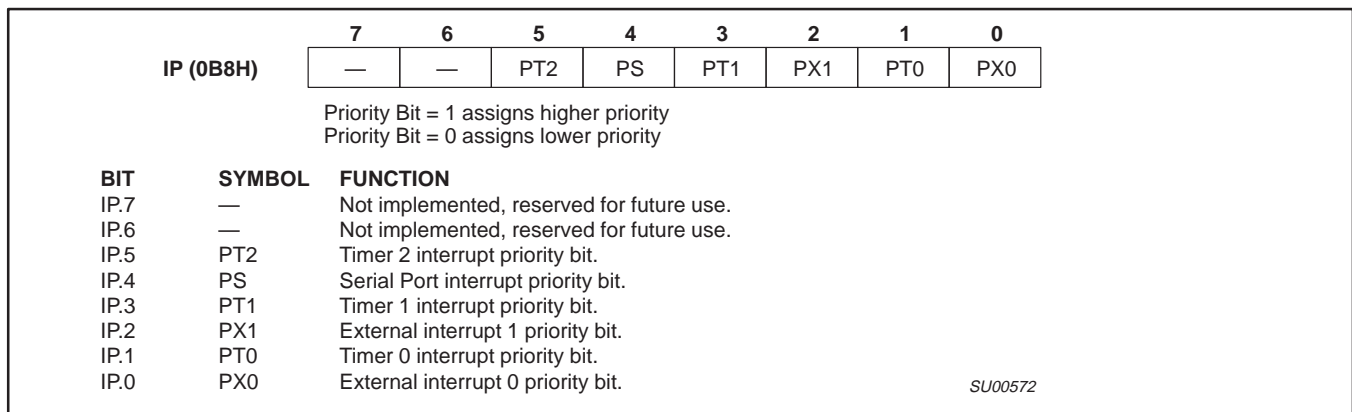 7 6 5 4 3 2 1 0
IP (0B8H) — — PT2 PS PT1 PX1 PT0 PX0
Priority Bit = 1 assigns higher priority
Priority Bit = 0 assigns lower priority
BIT SYMBOL FUNCTION
IP.7 — Not implemented, reserved for future use.
IP.6 — Not implemented, reserved for future use.
IP.5 PT2 Timer 2 interrupt priority bit.
IP.4 PS Serial Port interrupt priority bit.
IP.3 PT1 Timer 1 interrupt priority bit.
IP.2 PX1 External interrupt 1 priority bit.
IP.1 PT0 Timer 0 interrupt priority bit.
IP.0 PX0 External interrupt 0 priority bit.
SU00572